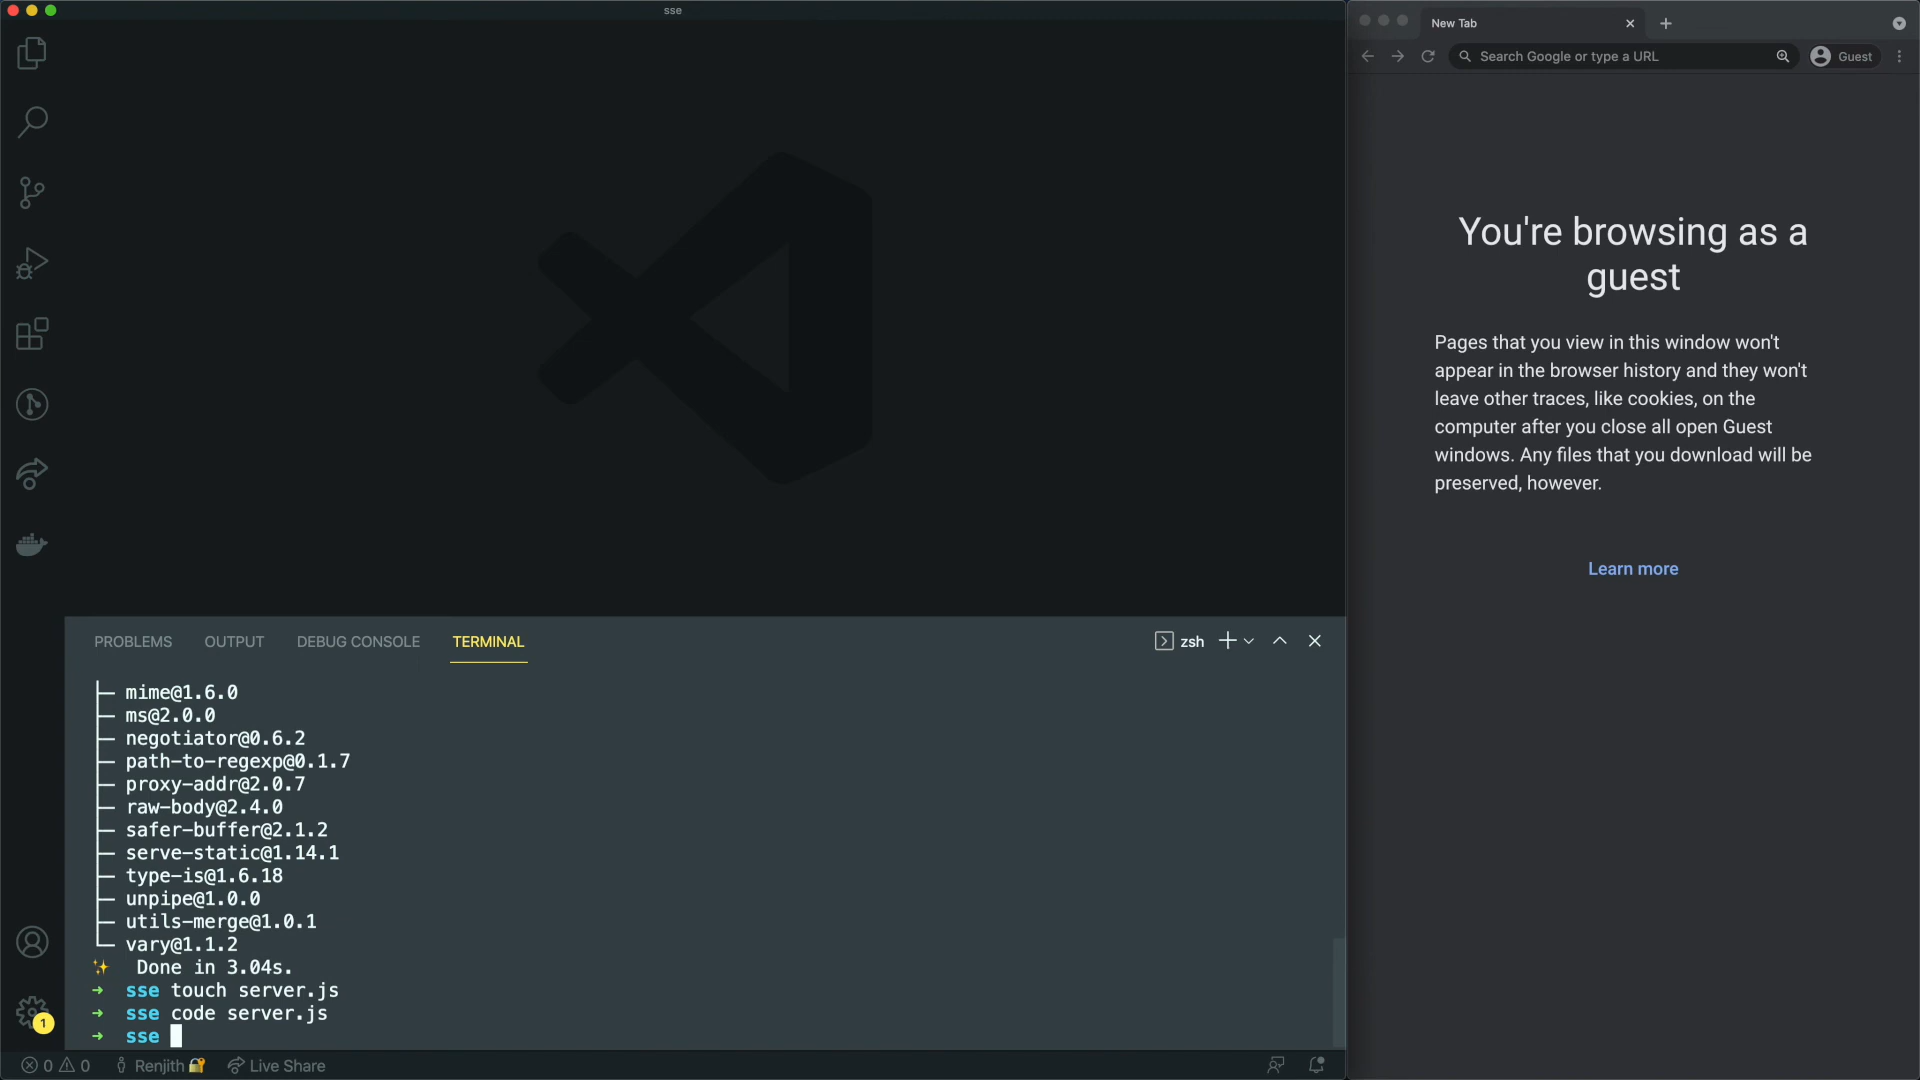 sse
PROBLEMS
OUTPUT
DEBUG CONSOLE
TERMINAL
zsh
├─ mime@1.6.0
├─ ms@2.0.0
├─ negotiator@0.6.2
├─ path-to-regexp@0.1.7
├─ proxy-addr@2.0.7
├─ raw-body@2.4.0
├─ safer-buffer@2.1.2
├─ serve-static@1.14.1
├─ type-is@1.6.18
├─ unpipe@1.0.0
├─ utils-merge@1.0.1
└─ vary@1.1.2
✨ Done in 3.04s.
→ sse touch server.js
→ sse code server.js
→ sse
1
0 0 Renjith 🔐 Live Share
New Tab
Search Google or type a URL
Guest
You're browsing as a
guest
Pages that you view in this window won't
appear in the browser history and they won't
leave other traces, like cookies, on the
computer after you close all open Guest
windows. Any files that you download will be
preserved, however.
Learn more